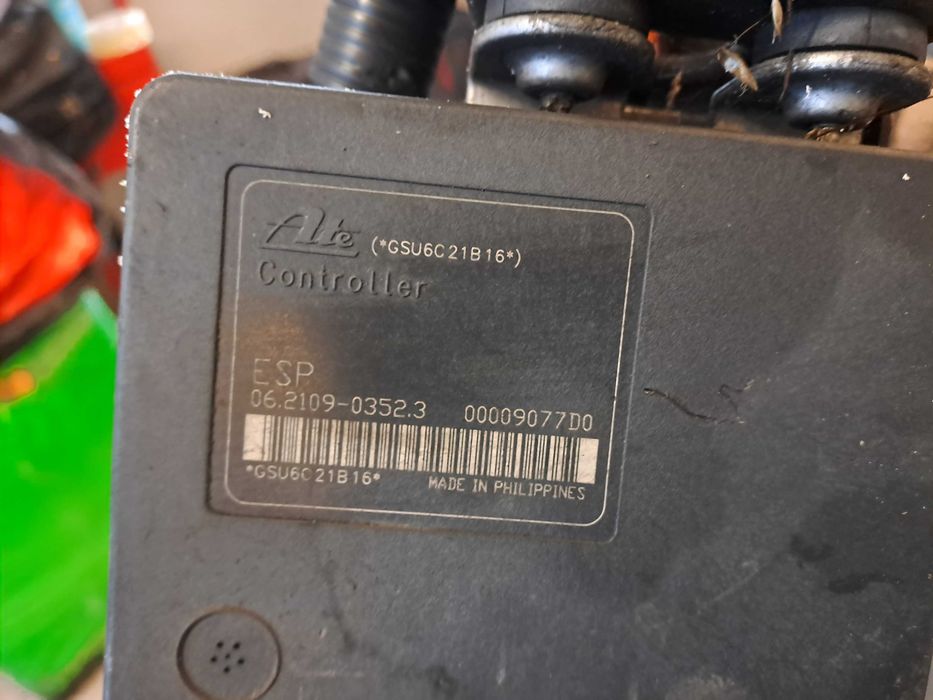 Ate (*GSU6C21B16*)
Controller
ESP
06.2109-0352.3 00009077D0
*GSU6C21B16* MADE IN PHILIPPINES